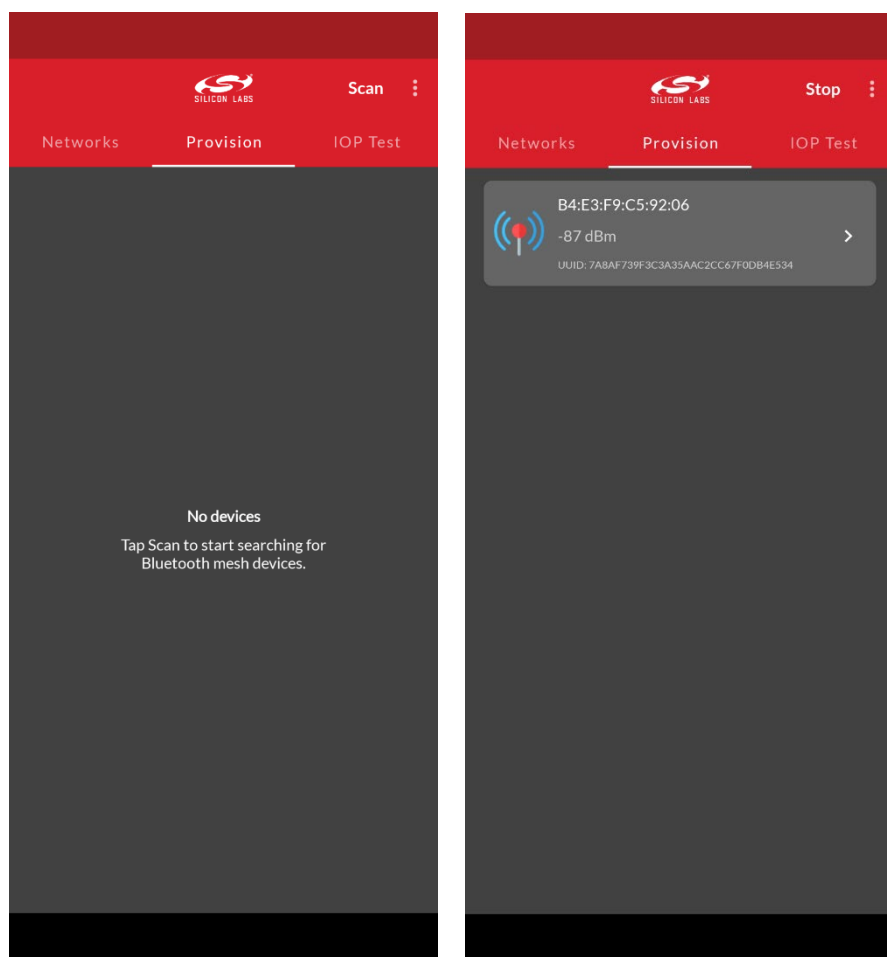 SILICON LABS
Scan
Networks
Provision
IOP Test
No devices
Tap Scan to start searching for
Bluetooth mesh devices.
SILICON LABS
Stop
Networks
Provision
IOP Test
B4:E3:F9:C5:92:06
-87 dBm
UUID: 7A8AF739F3C3A35AAC2CC67F0DB4E534